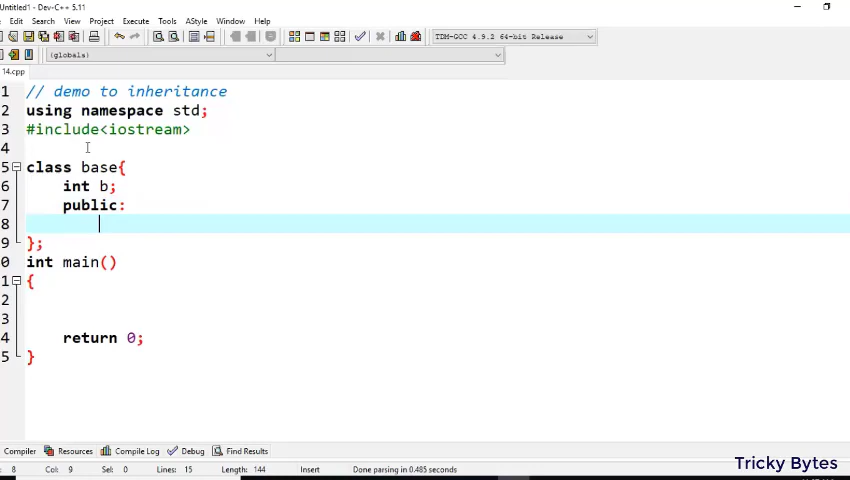 Untitled1 - Dev-C++ 5.11
Edit Search View Project Execute Tools AStyle Window Help
TDM-GCC 4.9.2 64-bit Release
(globals)
14.cpp
1 // demo to inheritance
2 using namespace std;
3 #include<iostream>
4
5 class base{
6 int b;
7 public:
8
9 };
0 int main()
1 {
2
3
4 return 0;
5 }
Compiler Resources Compile Log Debug Find Results
Tricky Bytes
: 8 Col: 9 Sel: 0 Lines: 15 Length: 144 Insert Done parsing in 0.485 seconds